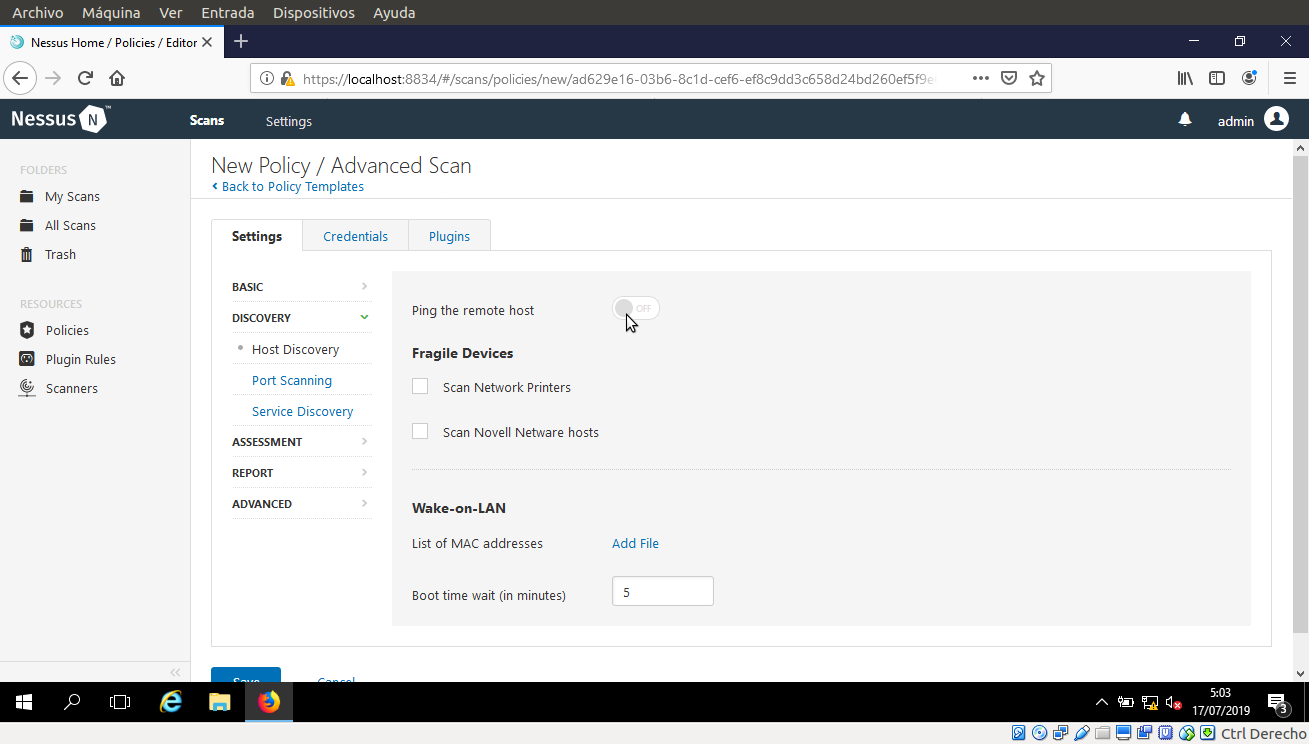 Archivo Máquina Ver Entrada Dispositivos Ayuda
Nessus Home / Policies / Editor
https://localhost:8834/#/scans/policies/new/ad629e16-03b6-8c1d-cef6-ef8c9dd3c658d24bd260ef5f9e
Nessus N ™ Scans Settings admin
FOLDERS
My Scans
All Scans
Trash
RESOURCES
Policies
Plugin Rules
Scanners
New Policy / Advanced Scan
Back to Policy Templates
Settings Credentials Plugins
BASIC
DISCOVERY
Host Discovery
Port Scanning
Service Discovery
ASSESSMENT
REPORT
ADVANCED
Ping the remote host OFF
Fragile Devices
Scan Network Printers
Scan Novell Netware hosts
Wake-on-LAN
List of MAC addresses Add File
Boot time wait (in minutes) 5
Save Cancel
5:03
17/07/2019
3
Ctrl Derecho